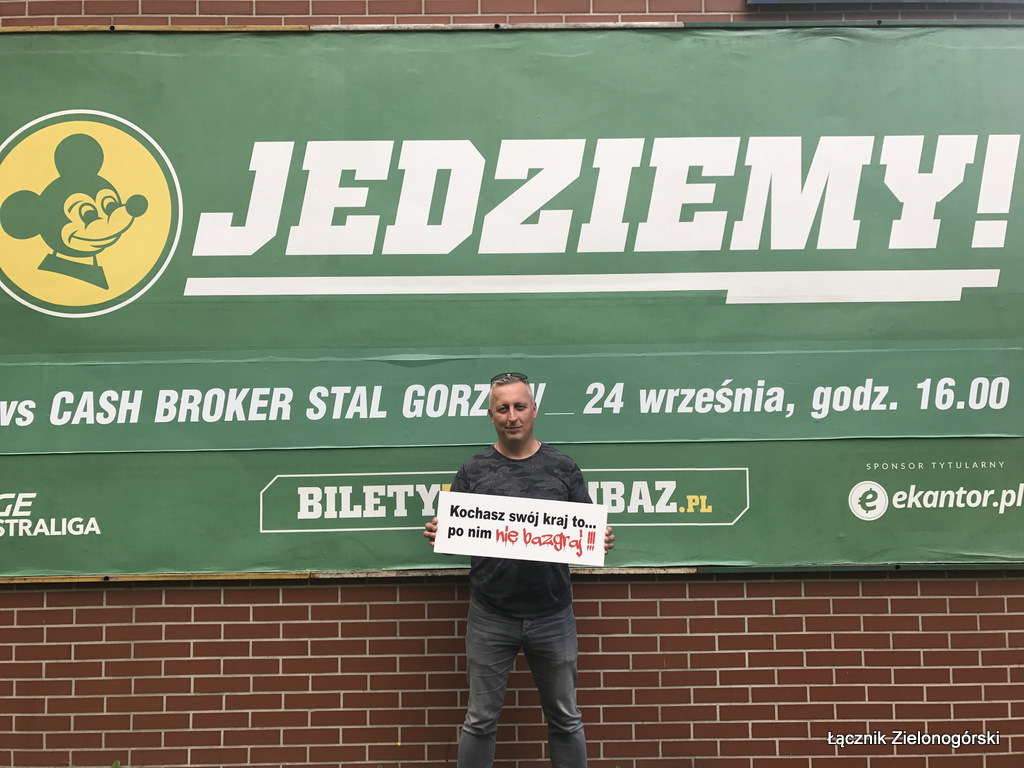 JEDZIEMY!
vs CASH BROKER STAL __ 24 września, godz. 16.00
SPONSOR TYTULARNY
ekantor.pl
BILETY .PL
Kochasz swój kraj to...
po nim nie bazgraj !!!
Łącznik Zielonogórski